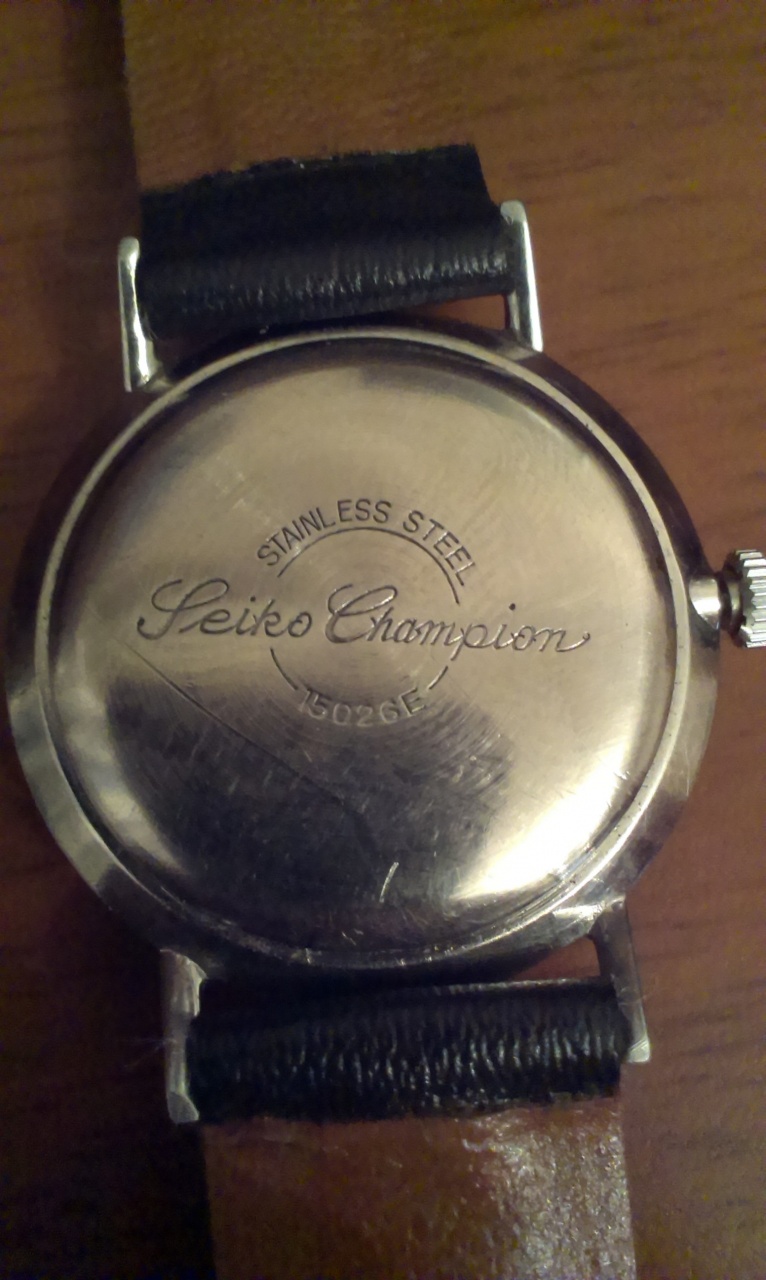 STAINLESS STEEL
Seiko Champion
15026E